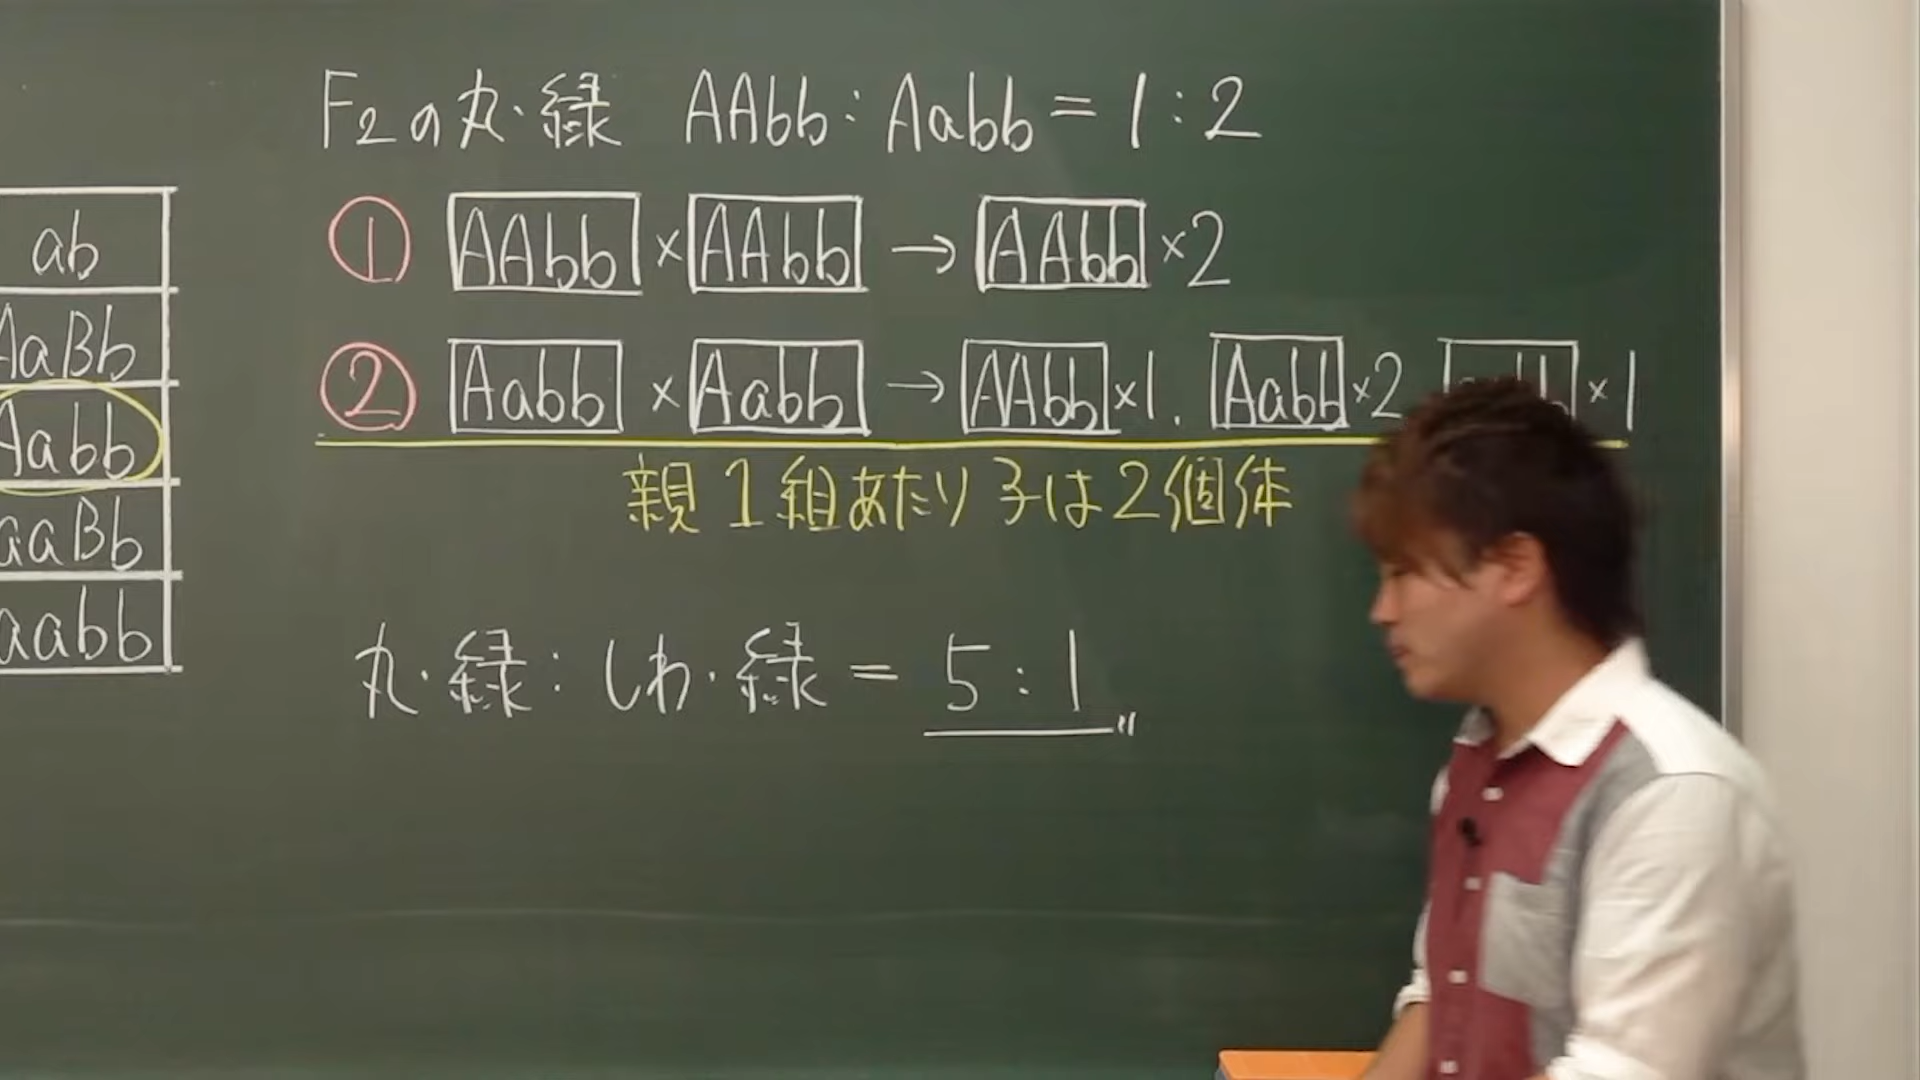 F2の丸・緑 AAbb : Aabb = 1 : 2
ab
① AAbb × AAbb → AAbb ×2
AaBb
② Aabb × Aabb → AAbb ×1. Aabb ×2 ×1
Aabb
親1組あたり子は2個体
aaBb
aabb
丸・緑 : しわ・緑 = 5 : 1